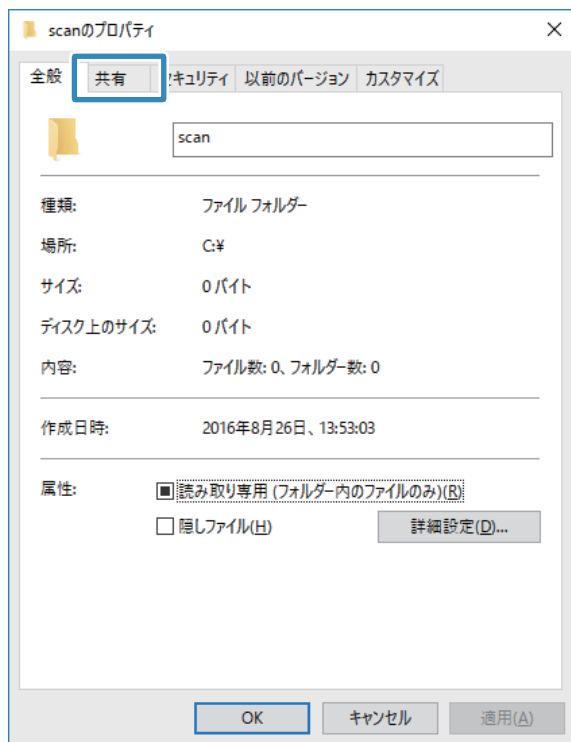 scanのプロパティ
全般 共有 キュリティ 以前のバージョン カスタマイズ
scan
種類: ファイル フォルダー
場所: C:¥
サイズ: 0 バイト
ディスク上のサイズ: 0 バイト
内容: ファイル数: 0、フォルダー数: 0
作成日時: 2016年8月26日、13:53:03
属性: 読み取り専用 (フォルダー内のファイルのみ)(R)
隠しファイル(H) 詳細設定(D)...
OK キャンセル 適用(A)